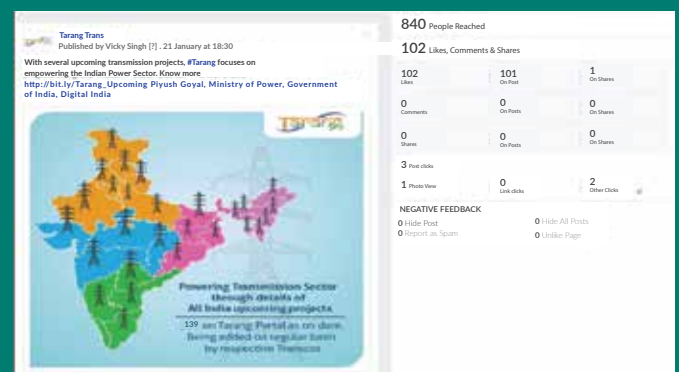 Tarang Trans
Published by Vicky Singh [?] . 21 January at 18:30
With several upcoming transmission projects, #Tarang focuses on
empowering the Indian Power Sector. Know more
http://bit.ly/Tarang_Upcoming Piyush Goyal, Ministry of Power, Government
of India, Digital India
Tarang
Powering Transmission Sector
through details of
All India upcoming projects
139 on Tarang Portal as on date.
Being added on regular basis
by respective Transcos
840 People Reached
102 Likes, Comments & Shares
102 101 1
Likes On Post On Shares
0 0 0
Comments On Posts On Shares
0 0 0
Shares On Posts On Shares
3 Post clicks
1 Photo View 0 2
Link clicks Other Clicks
NEGATIVE FEEDBACK
0 Hide Post 0 Hide All Posts
0 Report as Spam 0 Unlike Page